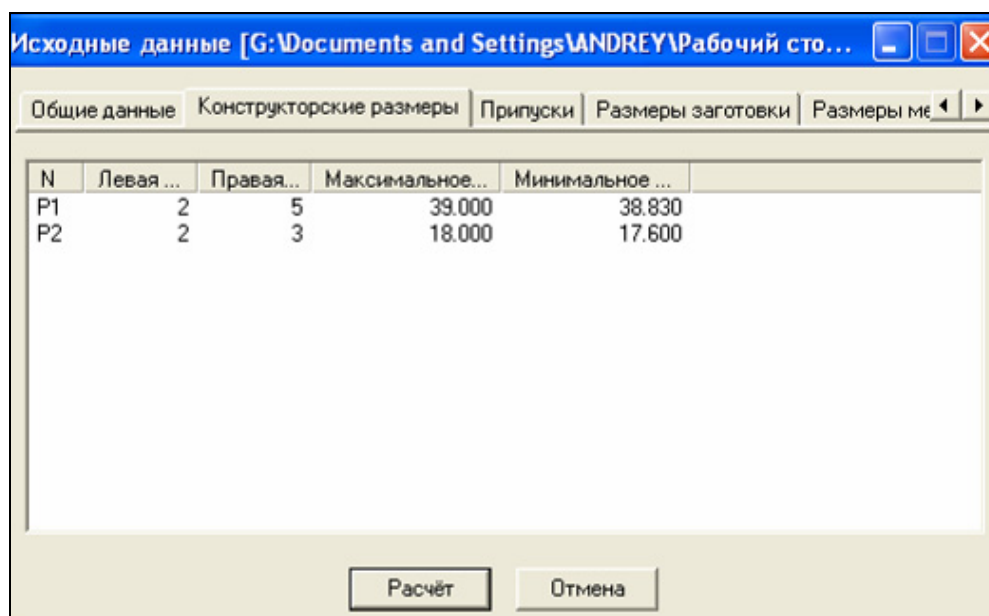 Исходные данные [G:\Documents and Settings\ANDREY\Рабочий сто...
Общие данные Конструкторские размеры Припуски Размеры заготовки Размеры ме
N Левая ... Правая... Максимальное... Минимальное ...
P1 2 5 39.000 38.830
P2 2 3 18.000 17.600
Расчёт Отмена